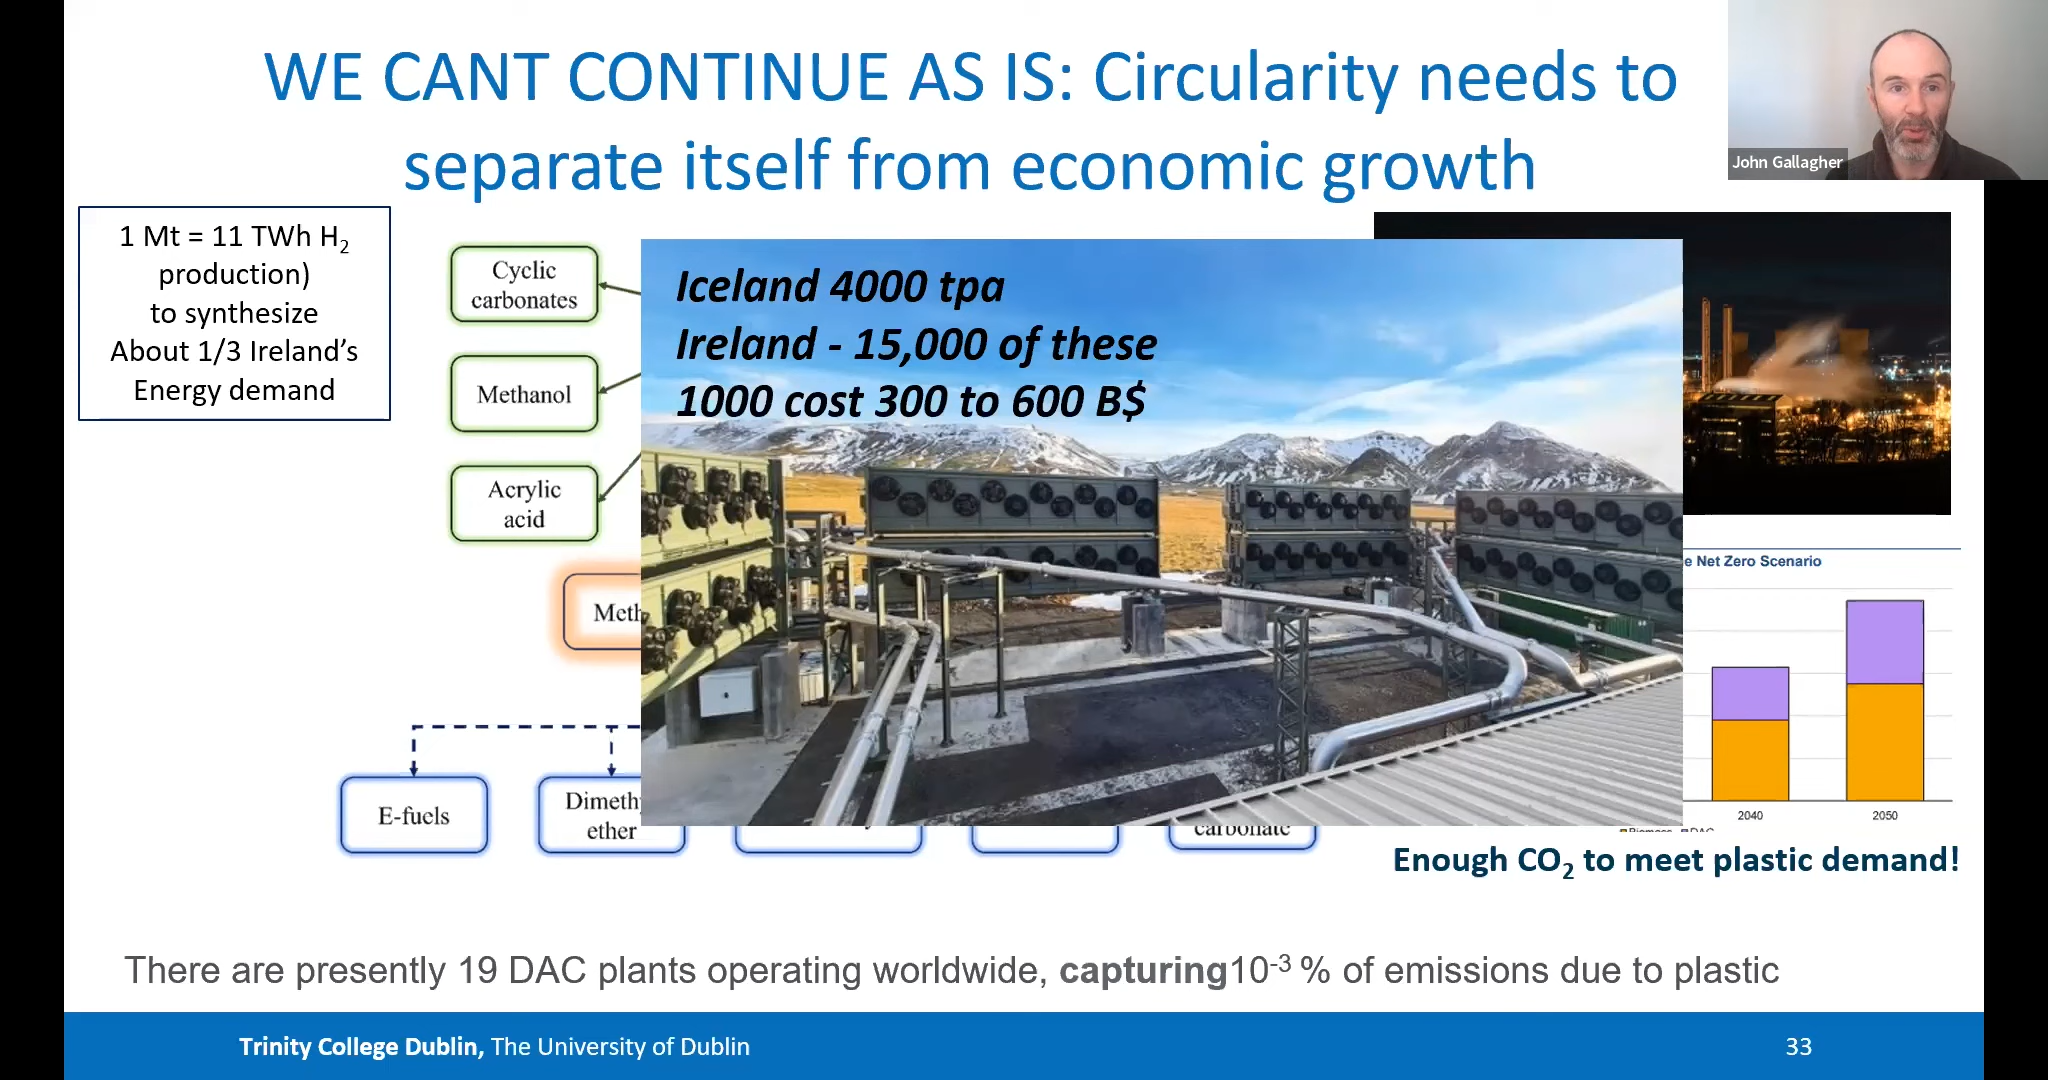 WE CANT CONTINUE AS IS: Circularity needs to
separate itself from economic growth
John Gallagher
1 Mt = 11 TWh H₂
production)
to synthesize
About 1/3 Ireland’s
Energy demand
Cyclic
carbonates
Methanol
Acrylic
acid
Iceland 4000 tpa
Ireland - 15,000 of these
1000 cost 300 to 600 B$
Net Zero Scenario
2040
2050
E-fuels
ether
carbonate
Enough CO₂ to meet plastic demand!
There are presently 19 DAC plants operating worldwide, capturing10⁻³ % of emissions due to plastic
Trinity College Dublin, The University of Dublin
33